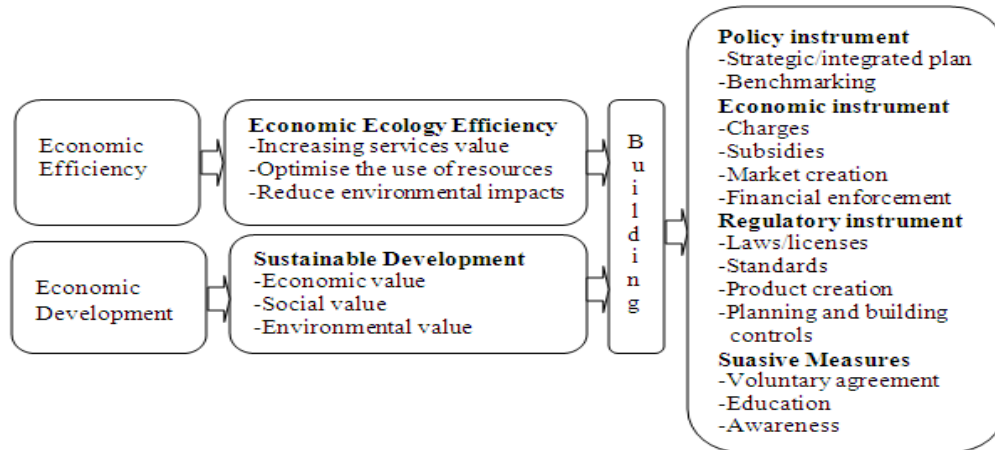 Economic
Efficiency
Economic Ecology Efficiency
-Increasing services value
-Optimise the use of resources
-Reduce environmental impacts
Economic
Development
Sustainable Development
-Economic value
-Social value
-Environmental value
Building
Policy instrument
-Strategic/integrated plan
-Benchmarking
Economic instrument
-Charges
-Subsidies
-Market creation
-Financial enforcement
Regulatory instrument
-Laws/licenses
-Standards
-Product creation
-Planning and building
controls
Suasive Measures
-Voluntary agreement
-Education
-Awareness